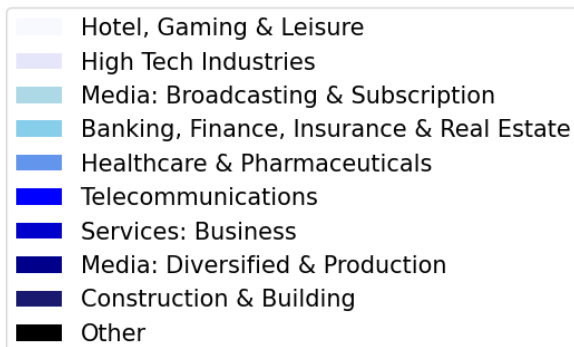 Hotel, Gaming & Leisure
High Tech Industries
Media: Broadcasting & Subscription
Banking, Finance, Insurance & Real Estate
Healthcare & Pharmaceuticals
Telecommunications
Services: Business
Media: Diversified & Production
Construction & Building
Other